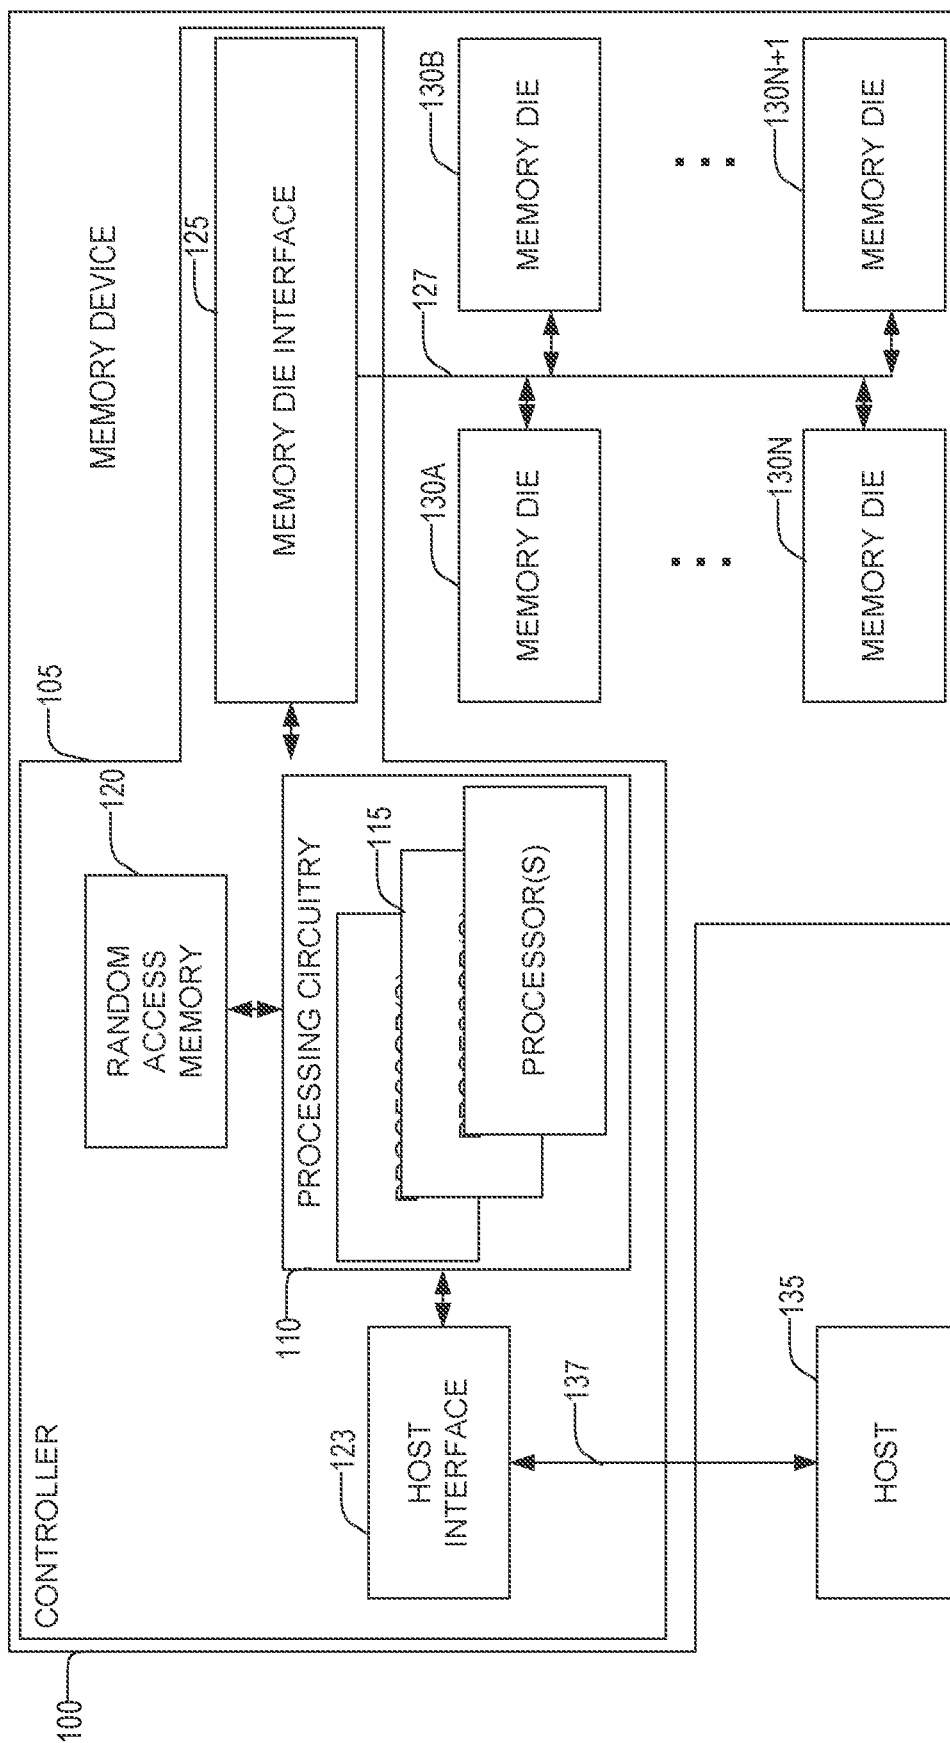 100
CONTROLLER
105
MEMORY DEVICE
120
RANDOM
ACCESS
MEMORY
125
MEMORY DIE INTERFACE
110
PROCESSING CIRCUITRY
115
PROCESSOR(S)
123
HOST
INTERFACE
127
130A
MEMORY DIE
130B
MEMORY DIE
...
...
130N
MEMORY DIE
130N+1
MEMORY DIE
137
135
HOST